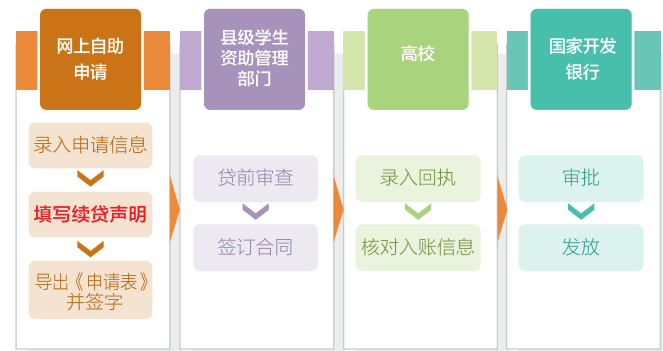 网上自助
申请
录入申请信息
填写续贷声明
导出《申请表》
并签字
县级学生
资助管理
部门
贷前审查
签订合同
高校
录入回执
核对入账信息
国家开发
银行
审批
发放